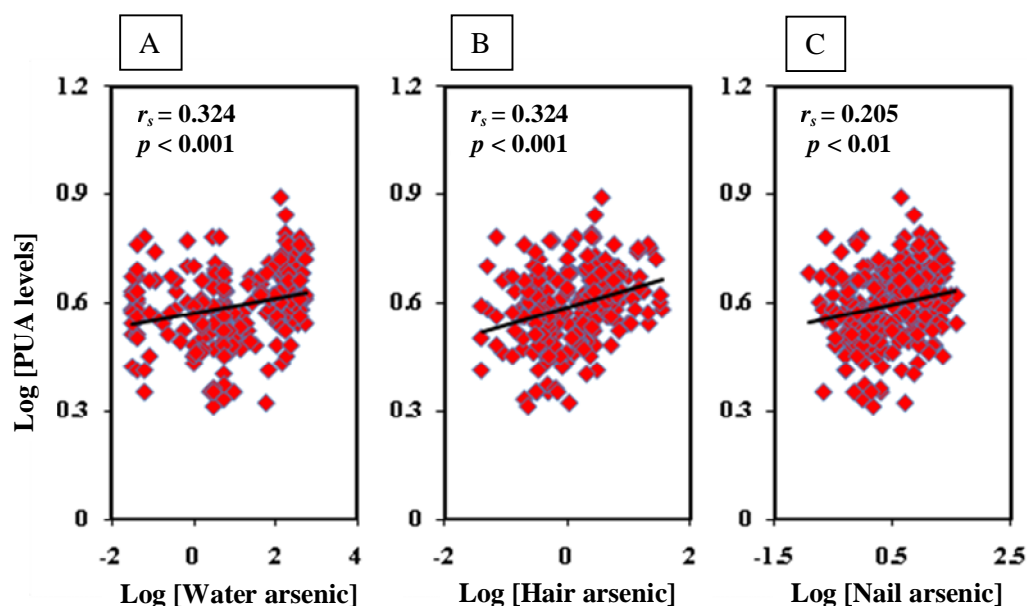 A
B
C
Log [PUA levels]
1.2
0.9
0.6
0.3
0
r_s = 0.324
p < 0.001
-2
0
2
4
Log [Water arsenic]
1.2
0.9
0.6
0.3
0
r_s = 0.324
p < 0.001
-2
0
2
Log [Hair arsenic]
1.2
0.9
0.6
0.3
0
r_s = 0.205
p < 0.01
-1.5
0.5
2.5
Log [Nail arsenic]